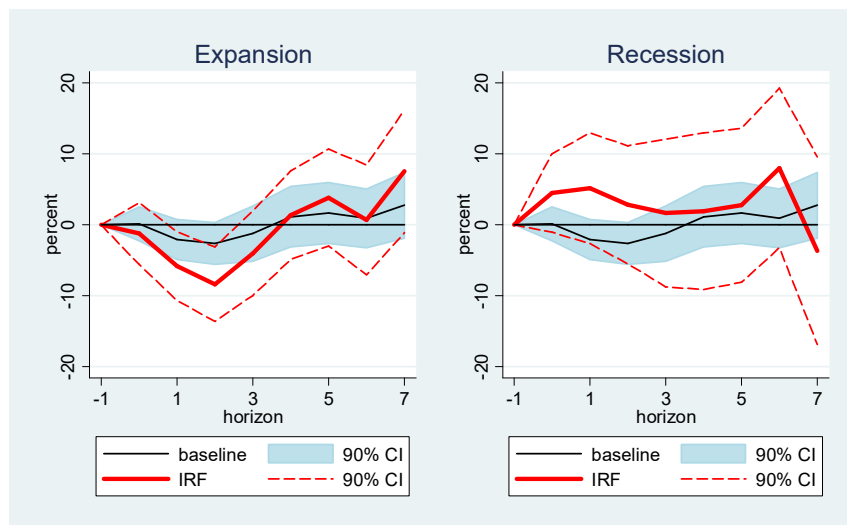 Expansion
20
10
0
-10
-20
percent
-1 1 3 5 7
horizon
baseline 90% CI
IRF 90% CI
Recession
20
10
0
-10
-20
percent
-1 1 3 5 7
horizon
baseline 90% CI
IRF 90% CI